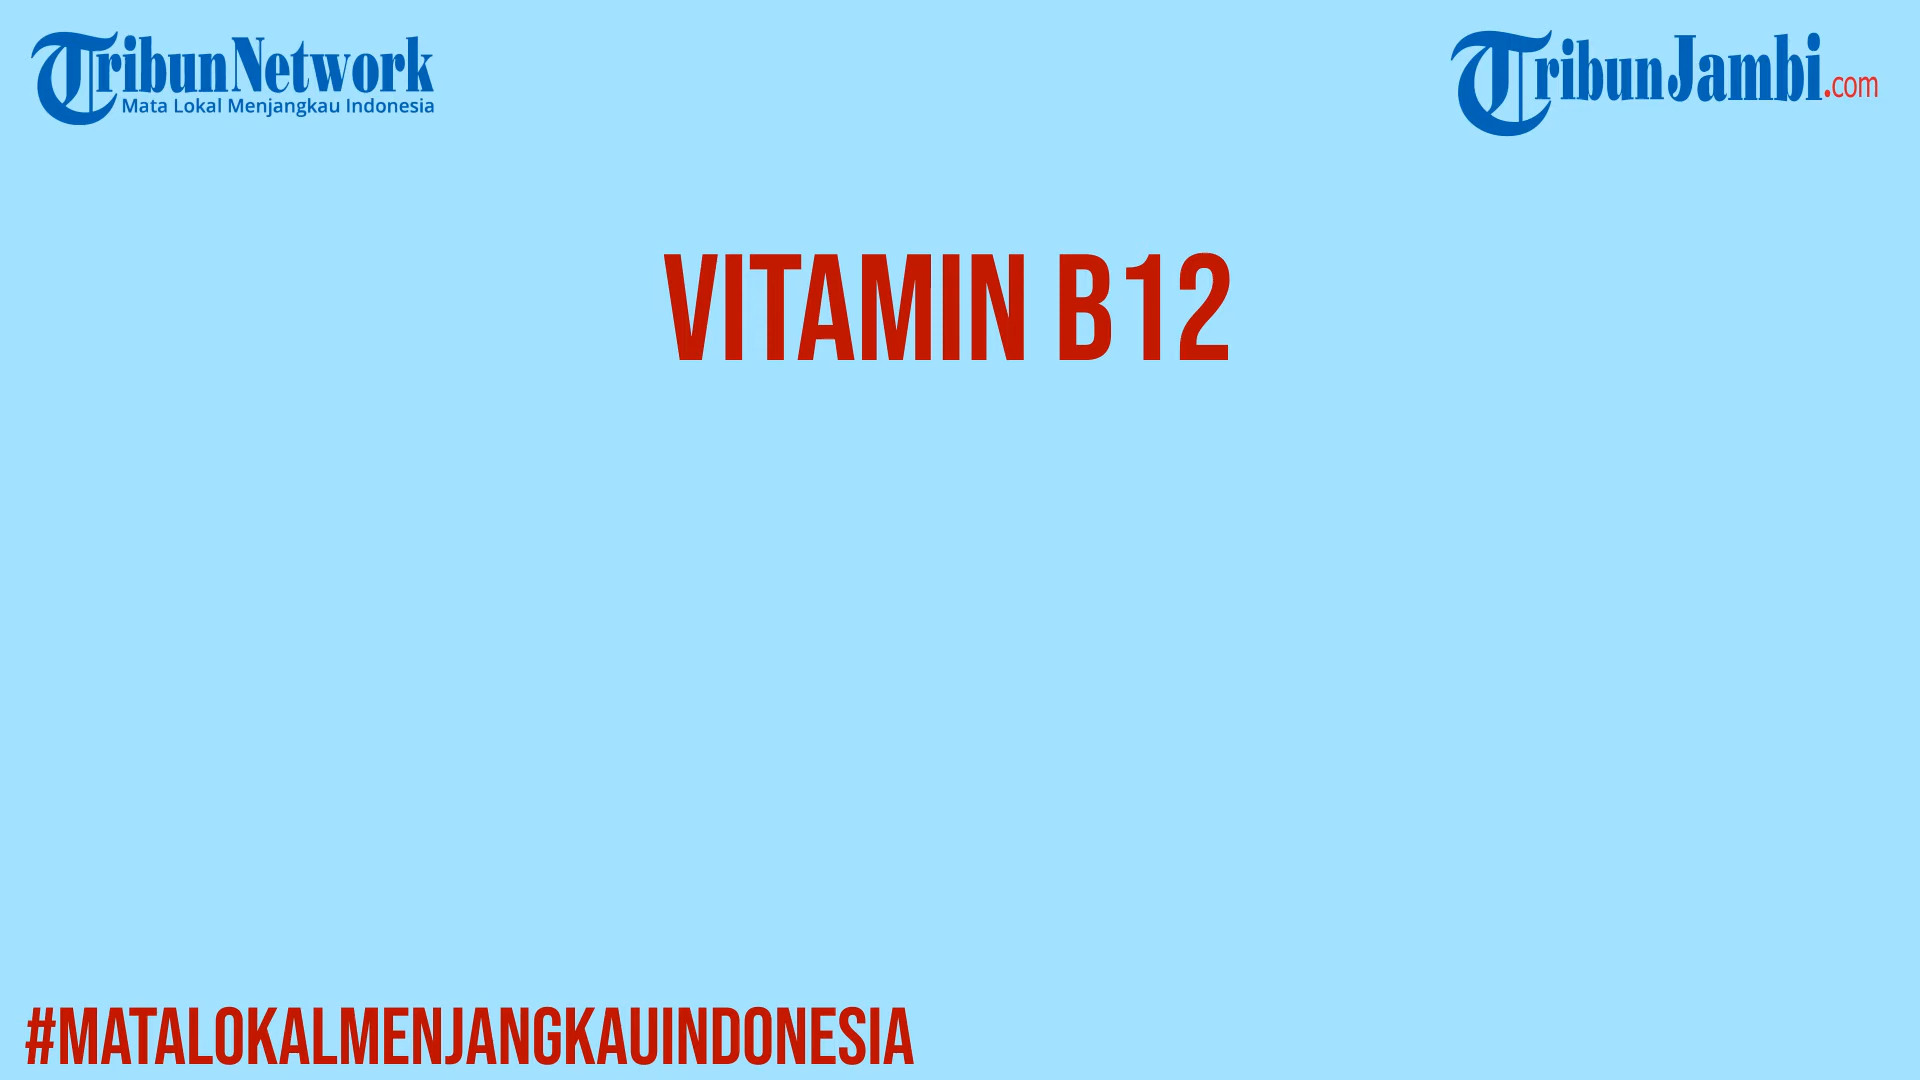 TribunNetwork
Mata Lokal Menjangkau Indonesia
TribunJambi.com
VITAMIN B12
#MATALOKALMENJANGKAUINDONESIA